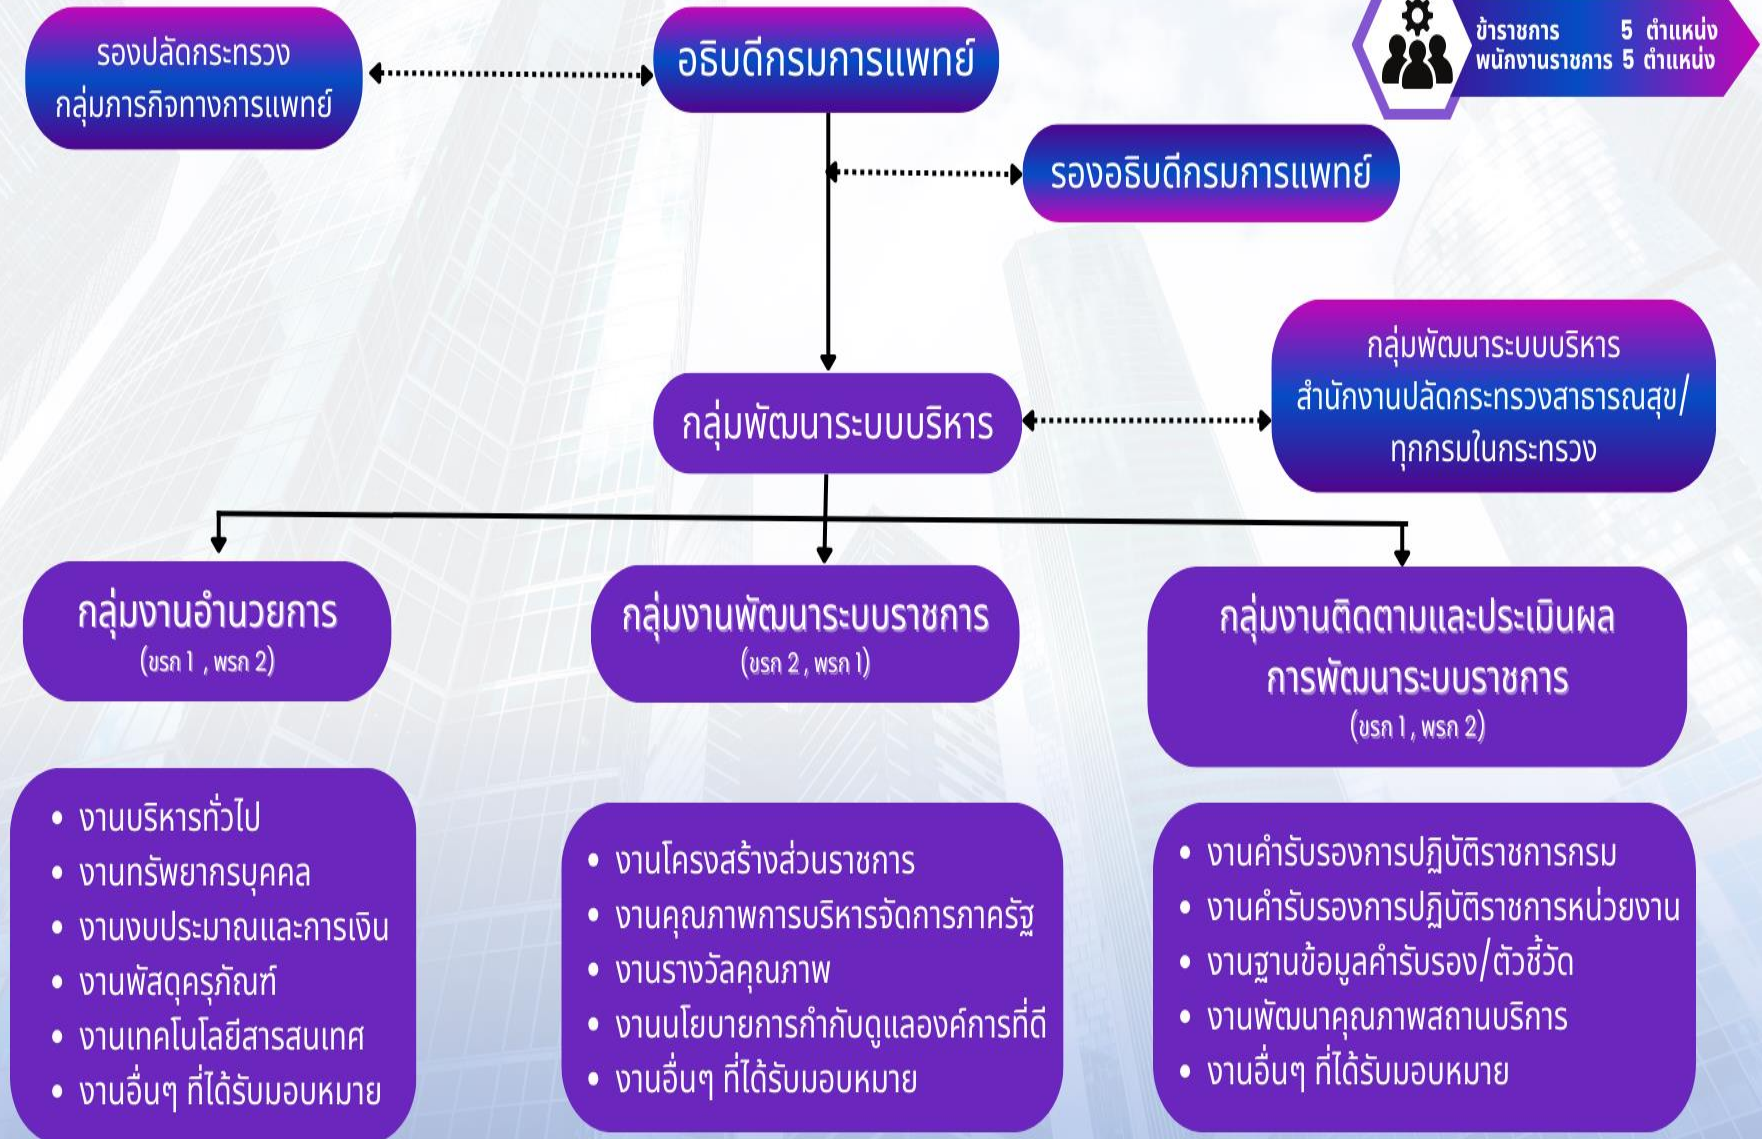 รองปลัดกระทรวง
กลุ่มภารกิจทางการแพทย์
อธิบดีกรมการแพทย์
ข้าราชการ 5 ตำแหน่ง
พนักงานราชการ 5 ตำแหน่ง
รองอธิบดีกรมการแพทย์
กลุ่มพัฒนาระบบบริหาร
กลุ่มพัฒนาระบบบริหาร
สำนักงานปลัดกระทรวงสาธารณสุข/
ทุกกรมในกระทรวง
กลุ่มงานอำนวยการ
(ขรก 1 , พรก 2)
กลุ่มงานพัฒนาระบบราชการ
(ขรก 2 , พรก 1)
กลุ่มงานติดตามและประเมินผล
การพัฒนาระบบราชการ
(ขรก 1 , พรก 2)
• งานบริหารทั่วไป
• งานทรัพยากรบุคคล
• งานงบประมาณและการเงิน
• งานพัสดุครุภัณฑ์
• งานเทคโนโลยีสารสนเทศ
• งานอื่นๆ ที่ได้รับมอบหมาย
• งานโครงสร้างส่วนราชการ
• งานคุณภาพการบริหารจัดการภาครัฐ
• งานรางวัลคุณภาพ
• งานนโยบายการกำกับดูแลองค์การที่ดี
• งานอื่นๆ ที่ได้รับมอบหมาย
• งานคำรับรองการปฏิบัติราชการกรม
• งานคำรับรองการปฏิบัติราชการหน่วยงาน
• งานฐานข้อมูลคำรับรอง/ตัวชี้วัด
• งานพัฒนาคุณภาพสถานบริการ
• งานอื่นๆ ที่ได้รับมอบหมาย